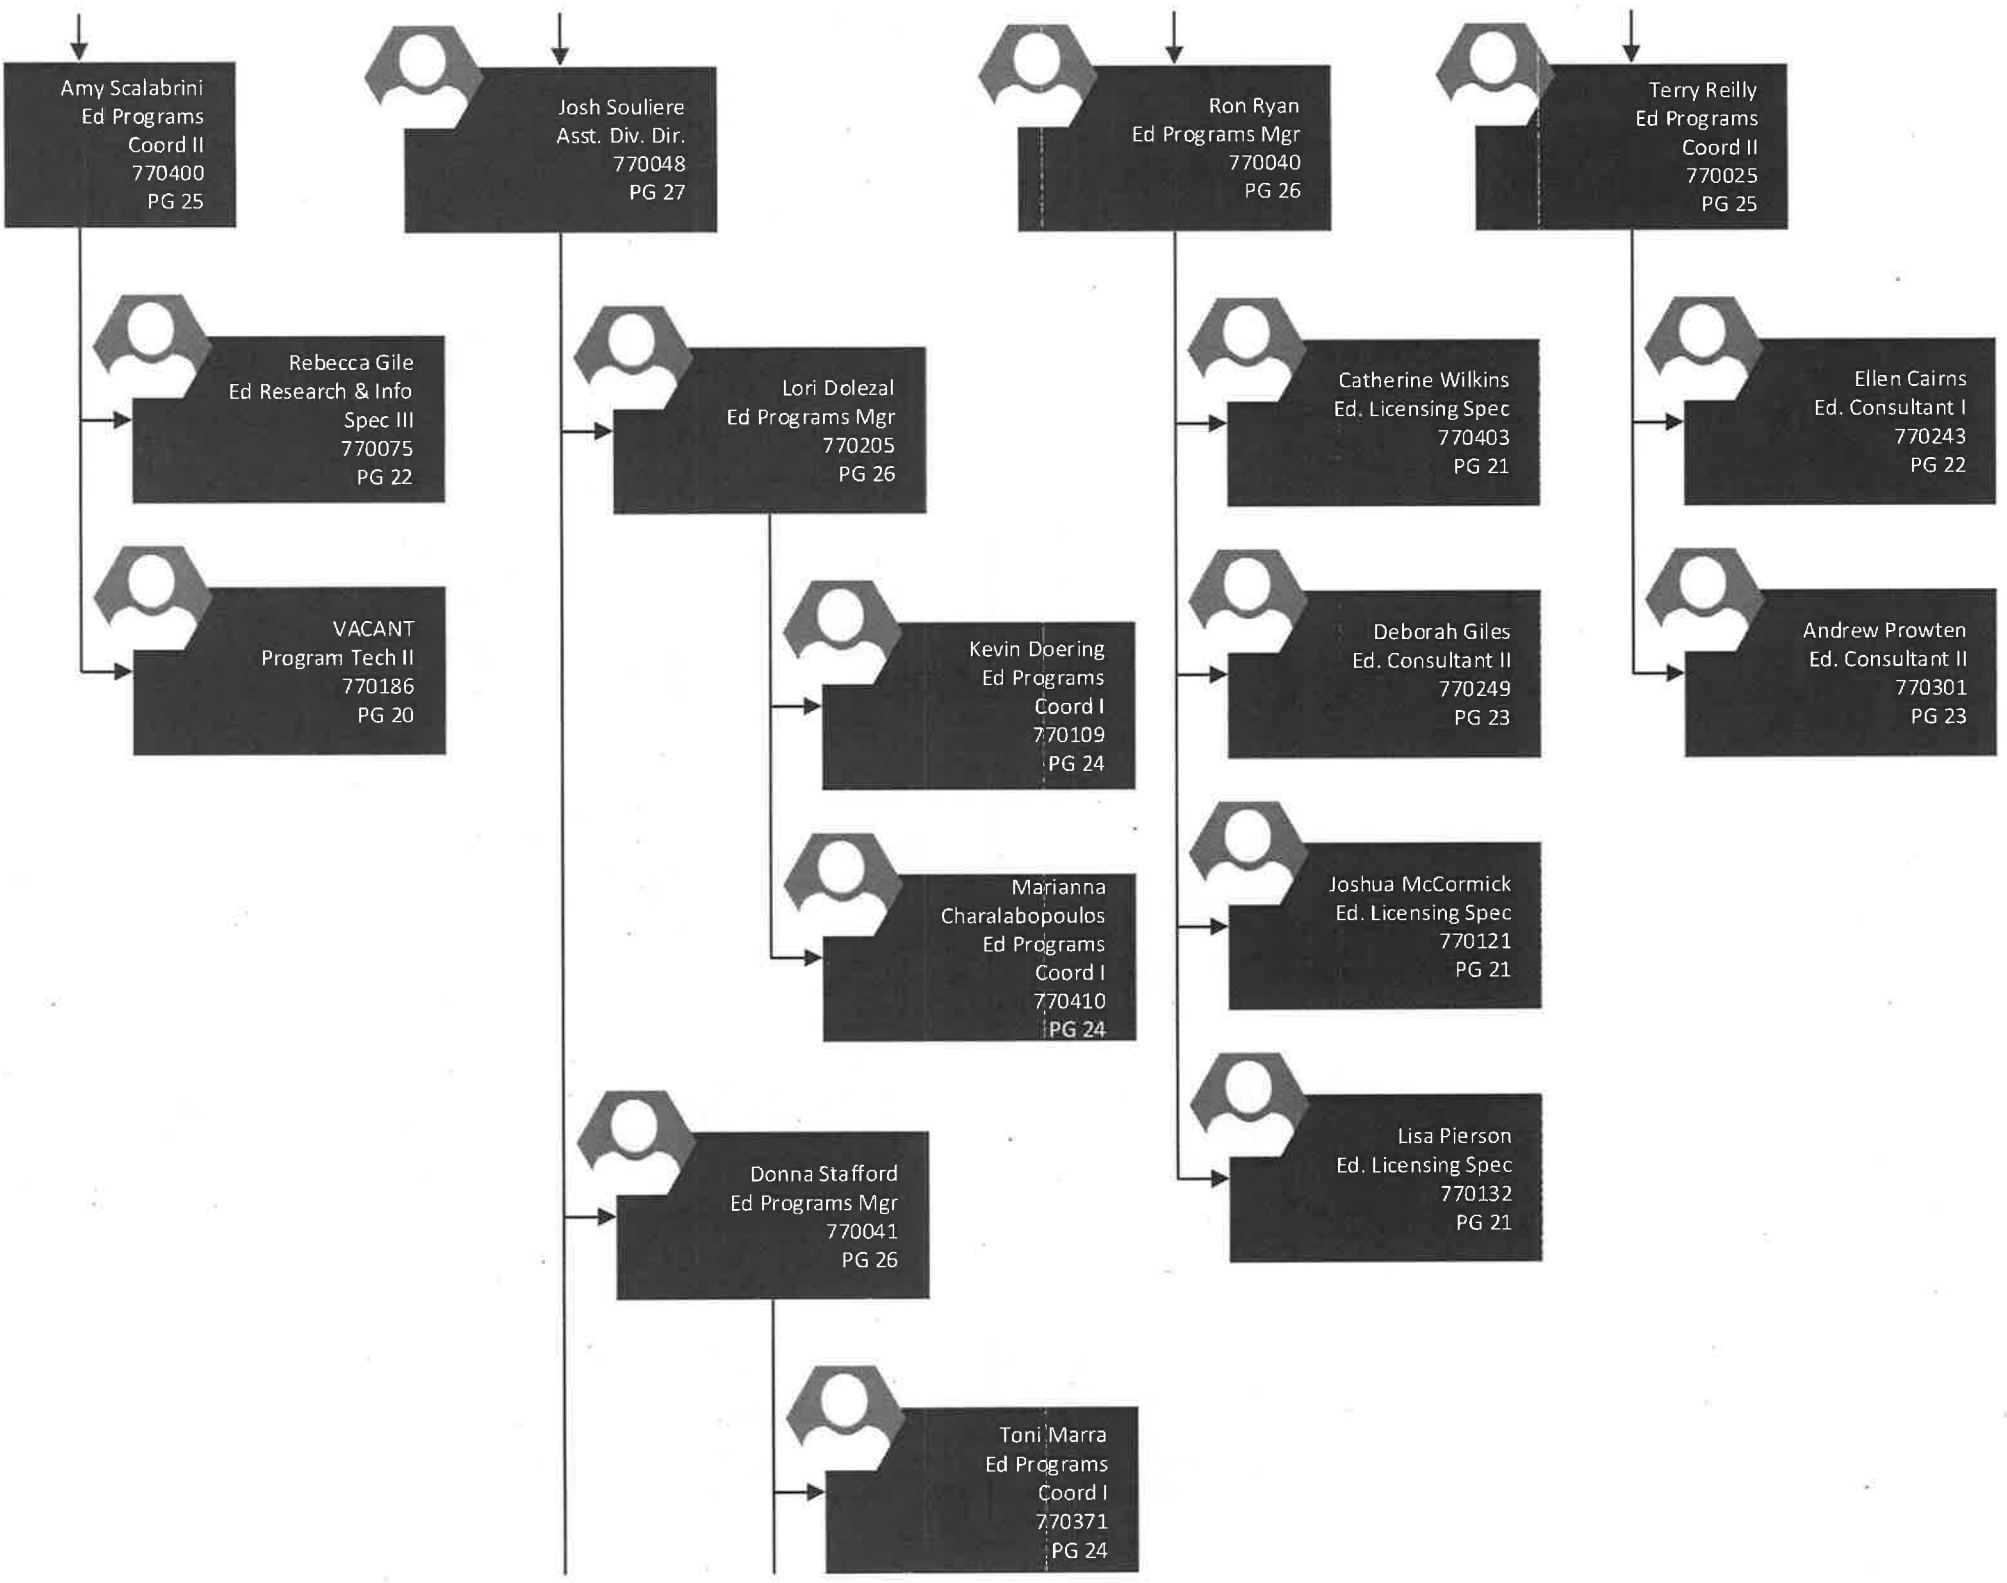 Amy Scalabrini
Ed Programs
Coord II
770400
PG 25
Rebecca Gile
Ed Research & Info
Spec III
770075
PG 22
VACANT
Program Tech II
770186
PG 20
Josh Souliere
Asst. Div. Dir.
770048
PG 27
Lori Dolezal
Ed Programs Mgr
770205
PG 26
Kevin Doering
Ed Programs
Coord I
770109
PG 24
Marianna
Charalabopoulos
Ed Programs
Coord I
770410
PG 24
Donna Stafford
Ed Programs Mgr
770041
PG 26
Toni Marra
Ed Programs
Coord I
770371
PG 24
Ron Ryan
Ed Programs Mgr
770040
PG 26
Catherine Wilkins
Ed. Licensing Spec
770403
PG 21
Deborah Giles
Ed. Consultant II
770249
PG 23
Joshua McCormick
Ed. Licensing Spec
770121
PG 21
Lisa Pierson
Ed. Licensing Spec
770132
PG 21
Terry Reilly
Ed Programs
Coord II
770025
PG 25
Ellen Cairns
Ed. Consultant I
770243
PG 22
Andrew Prowten
Ed. Consultant II
770301
PG 23